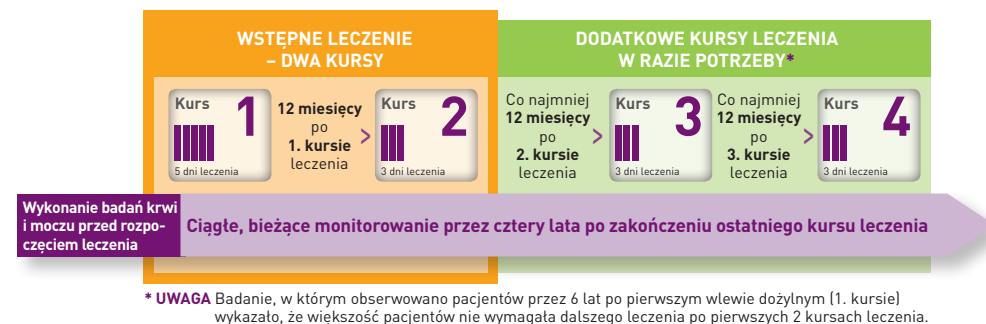 WSTĘPNE LECZENIE
– DWA KURSY
DODATKOWE KURSY LECZENIA
W RAZIE POTRZEBY*
Kurs 1
5 dni leczenia
12 miesięcy
po
1. kursie
leczenia
>
Kurs 2
3 dni leczenia
Co najmniej
12 miesięcy
po
2. kursie
leczenia
>
Kurs 3
3 dni leczenia
Co najmniej
12 miesięcy
po
3. kursie
leczenia
>
Kurs 4
3 dni leczenia
Wykonanie badań krwi
i moczu przed rozpo-
częciem leczenia
Ciągłe, bieżące monitorowanie przez cztery lata po zakończeniu ostatniego kursu leczenia
* UWAGA Badanie, w którym obserwowano pacjentów przez 6 lat po pierwszym wlewie dożylnym (1. kursie)
wykazało, że większość pacjentów nie wymagała dalszego leczenia po pierwszych 2 kursach leczenia.